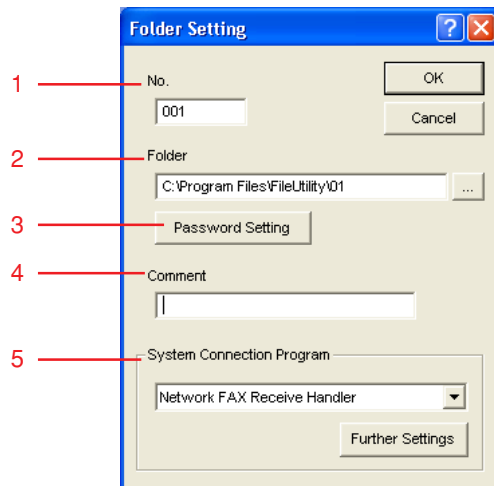 Folder Setting
1 No. OK
001
Cancel
2 Folder
C:\Program Files\FileUtility\01 ...
3 Password Setting
4 Comment
5 System Connection Program
Network FAX Receive Handler
Further Settings